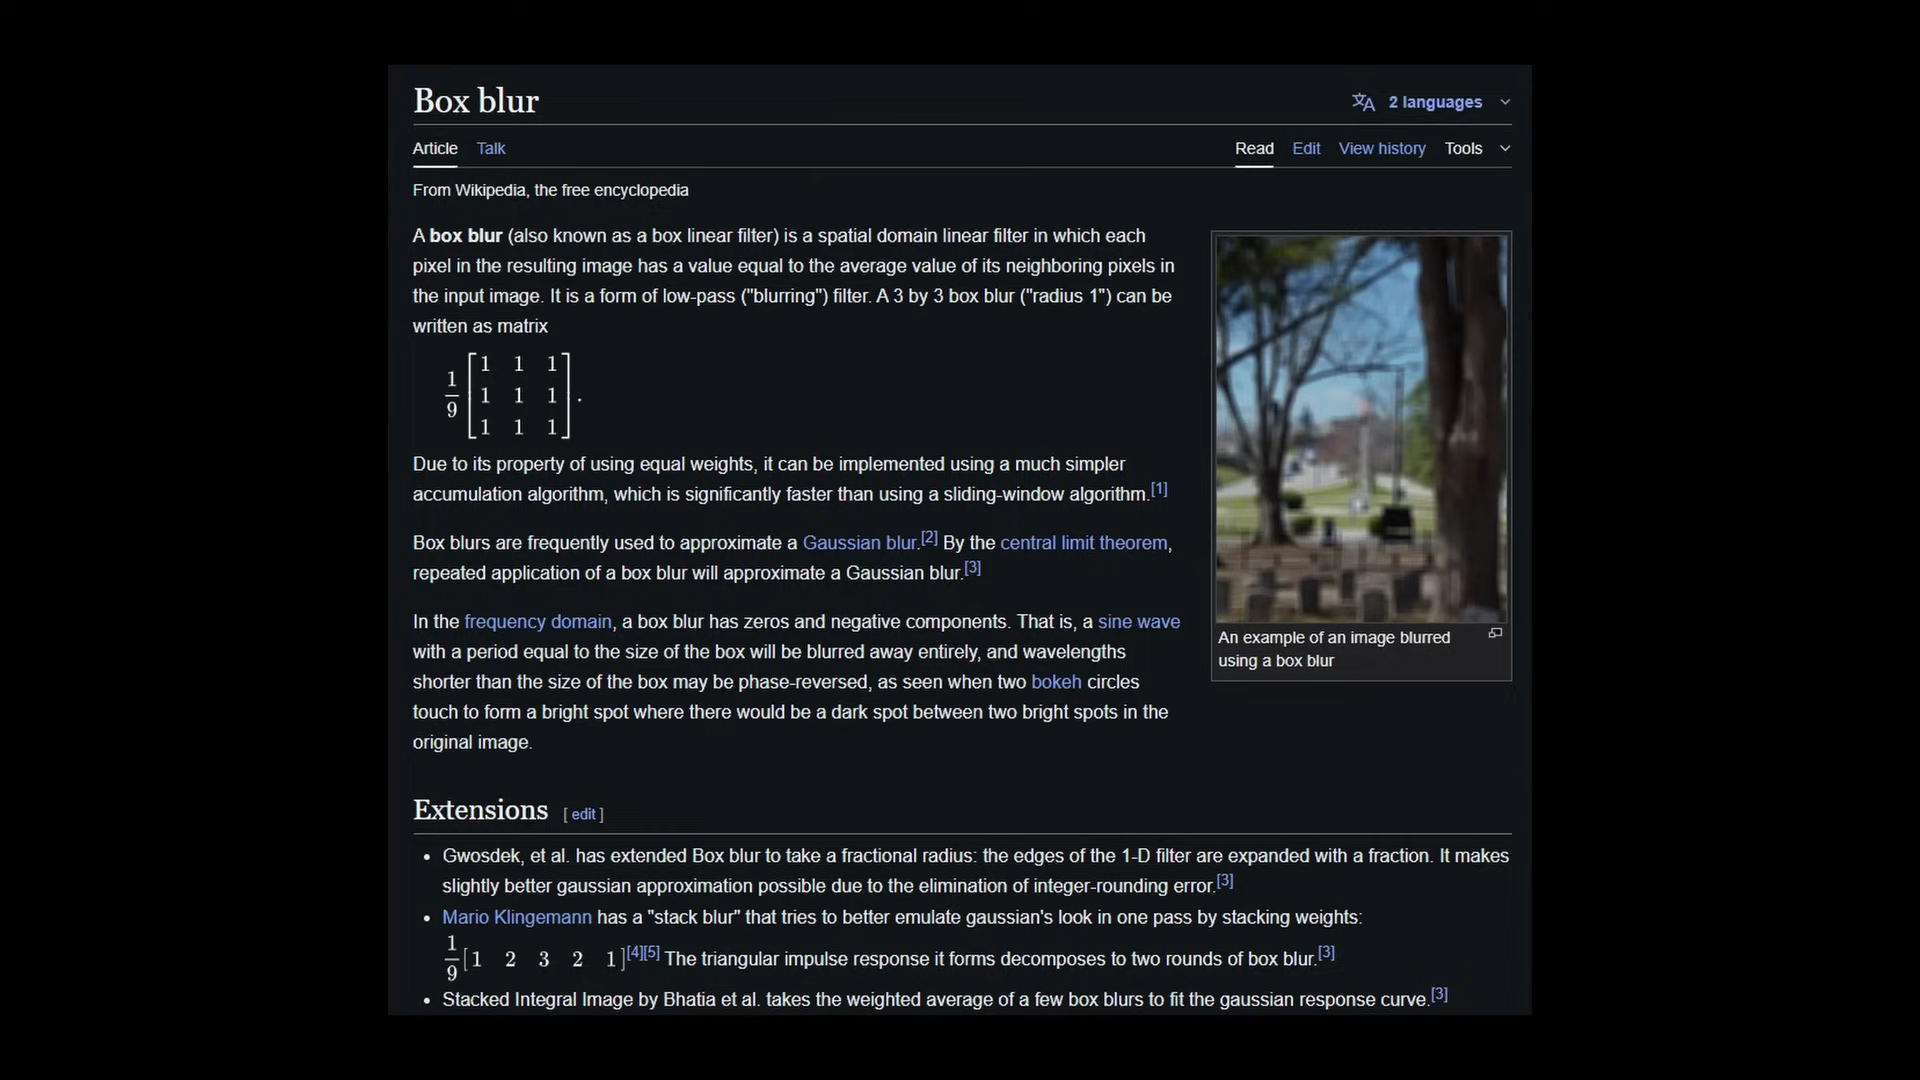 Box blur
2 languages
Article Talk
Read Edit View history Tools
From Wikipedia, the free encyclopedia
A box blur (also known as a box linear filter) is a spatial domain linear filter in which each
pixel in the resulting image has a value equal to the average value of its neighboring pixels in
the input image. It is a form of low-pass ("blurring") filter. A 3 by 3 box blur ("radius 1") can be
written as matrix
1/9 [1 1 1
1 1 1
1 1 1].
Due to its property of using equal weights, it can be implemented using a much simpler
accumulation algorithm, which is significantly faster than using a sliding-window algorithm.[1]
Box blurs are frequently used to approximate a Gaussian blur.[2] By the central limit theorem,
repeated application of a box blur will approximate a Gaussian blur.[3]
In the frequency domain, a box blur has zeros and negative components. That is, a sine wave
with a period equal to the size of the box will be blurred away entirely, and wavelengths
shorter than the size of the box may be phase-reversed, as seen when two bokeh circles
touch to form a bright spot where there would be a dark spot between two bright spots in the
original image.
An example of an image blurred
using a box blur
Extensions [ edit ]
• Gwosdek, et al. has extended Box blur to take a fractional radius: the edges of the 1-D filter are expanded with a fraction. It makes
slightly better gaussian approximation possible due to the elimination of integer-rounding error.[3]
• Mario Klingemann has a "stack blur" that tries to better emulate gaussian's look in one pass by stacking weights:
1/9 [1 2 3 2 1][4][5] The triangular impulse response it forms decomposes to two rounds of box blur.[3]
• Stacked Integral Image by Bhatia et al. takes the weighted average of a few box blurs to fit the gaussian response curve.[3]